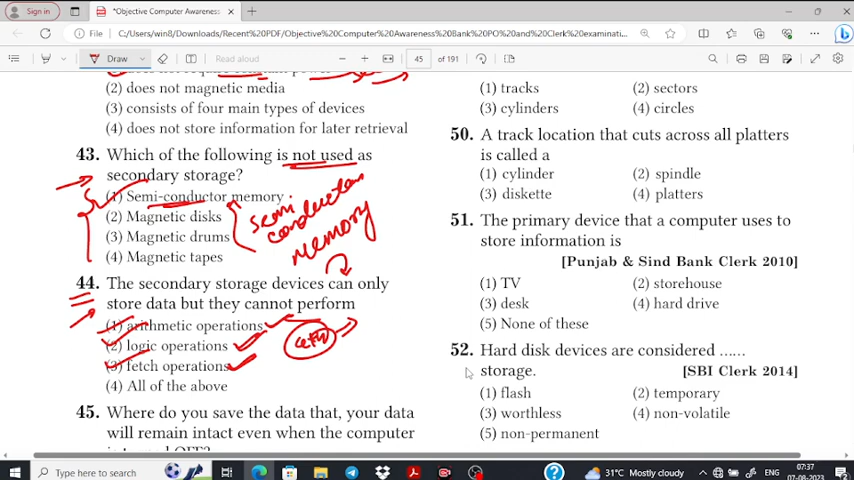 Sign in
*Objective Computer Awareness
File
C:/Users/win8/Downloads/Recent%20PDF/Objective%20Computer%20Awareness%20Bank%20PO%20and%20Clerk%20examinati...
Draw
Read aloud
45
of 191
(2) does not magnetic media
(3) consists of four main types of devices
(4) does not store information for later retrieval
43. Which of the following is not used as
secondary storage?
(1) Semi-conductor memory
(2) Magnetic disks
(3) Magnetic drums
(4) Magnetic tapes
semi
conductor
memory
44. The secondary storage devices can only
store data but they cannot perform
(1) arithmetic operations
(2) logic operations
(3) fetch operations
(4) All of the above
45. Where do you save the data that, your data
will remain intact even when the computer
(1) tracks (2) sectors
(3) cylinders (4) circles
50. A track location that cuts across all platters
is called a
(1) cylinder (2) spindle
(3) diskette (4) platters
51. The primary device that a computer uses to
store information is
[Punjab & Sind Bank Clerk 2010]
(1) TV (2) storehouse
(3) desk (4) hard drive
(5) None of these
52. Hard disk devices are considered ......
storage. [SBI Clerk 2014]
(1) flash (2) temporary
(3) worthless (4) non-volatile
(5) non-permanent
Type here to search
31°C Mostly cloudy
ENG
07:37
07-08-2023